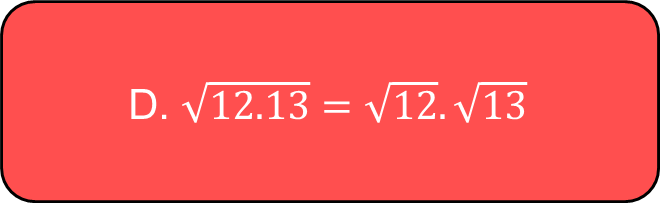 D. √12.13 = √12.√13